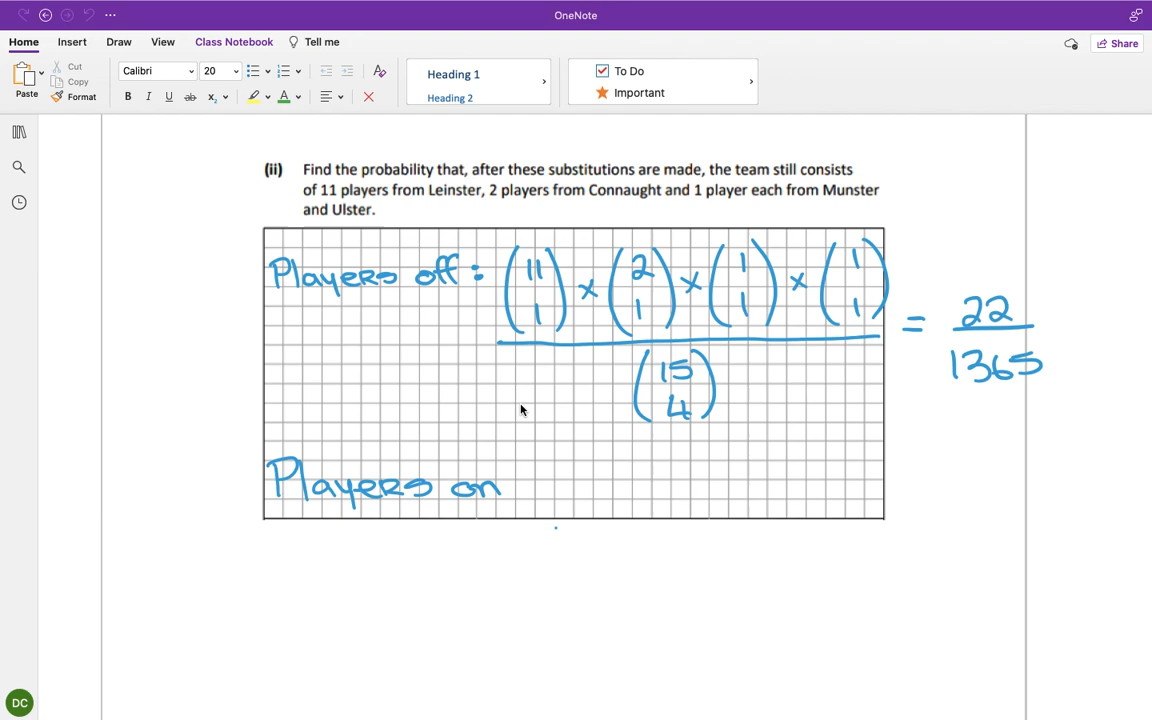 OneNote
Home Insert Draw View Class Notebook Tell me Share
Paste Cut Calibri 20 Heading 1 To Do
Copy
Format B I U ab x₂ A Heading 2 Important
(ii) Find the probability that, after these substitutions are made, the team still consists
of 11 players from Leinster, 2 players from Connaught and 1 player each from Munster
and Ulster.
Players off: (11 1) × (2 1) × (1 1) × (1 1)
(15 4)
= 22
1365
Players on
DC